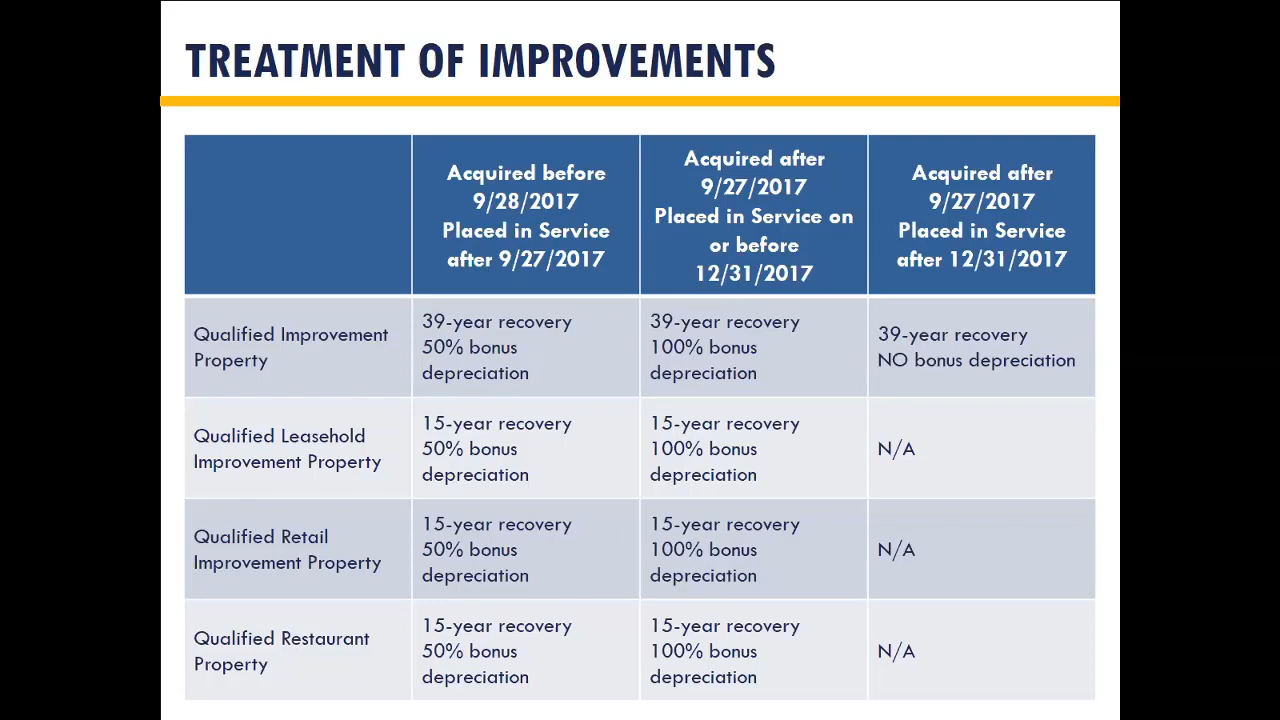 TREATMENT OF IMPROVEMENTS
Acquired before
9/28/2017
Placed in Service
after 9/27/2017
Acquired after
9/27/2017
Placed in Service on
or before
12/31/2017
Acquired after
9/27/2017
Placed in Service
after 12/31/2017
Qualified Improvement
Property
39-year recovery
50% bonus
depreciation
39-year recovery
100% bonus
depreciation
39-year recovery
NO bonus depreciation
Qualified Leasehold
Improvement Property
15-year recovery
50% bonus
depreciation
15-year recovery
100% bonus
depreciation
N/A
Qualified Retail
Improvement Property
15-year recovery
50% bonus
depreciation
15-year recovery
100% bonus
depreciation
N/A
Qualified Restaurant
Property
15-year recovery
50% bonus
depreciation
15-year recovery
100% bonus
depreciation
N/A